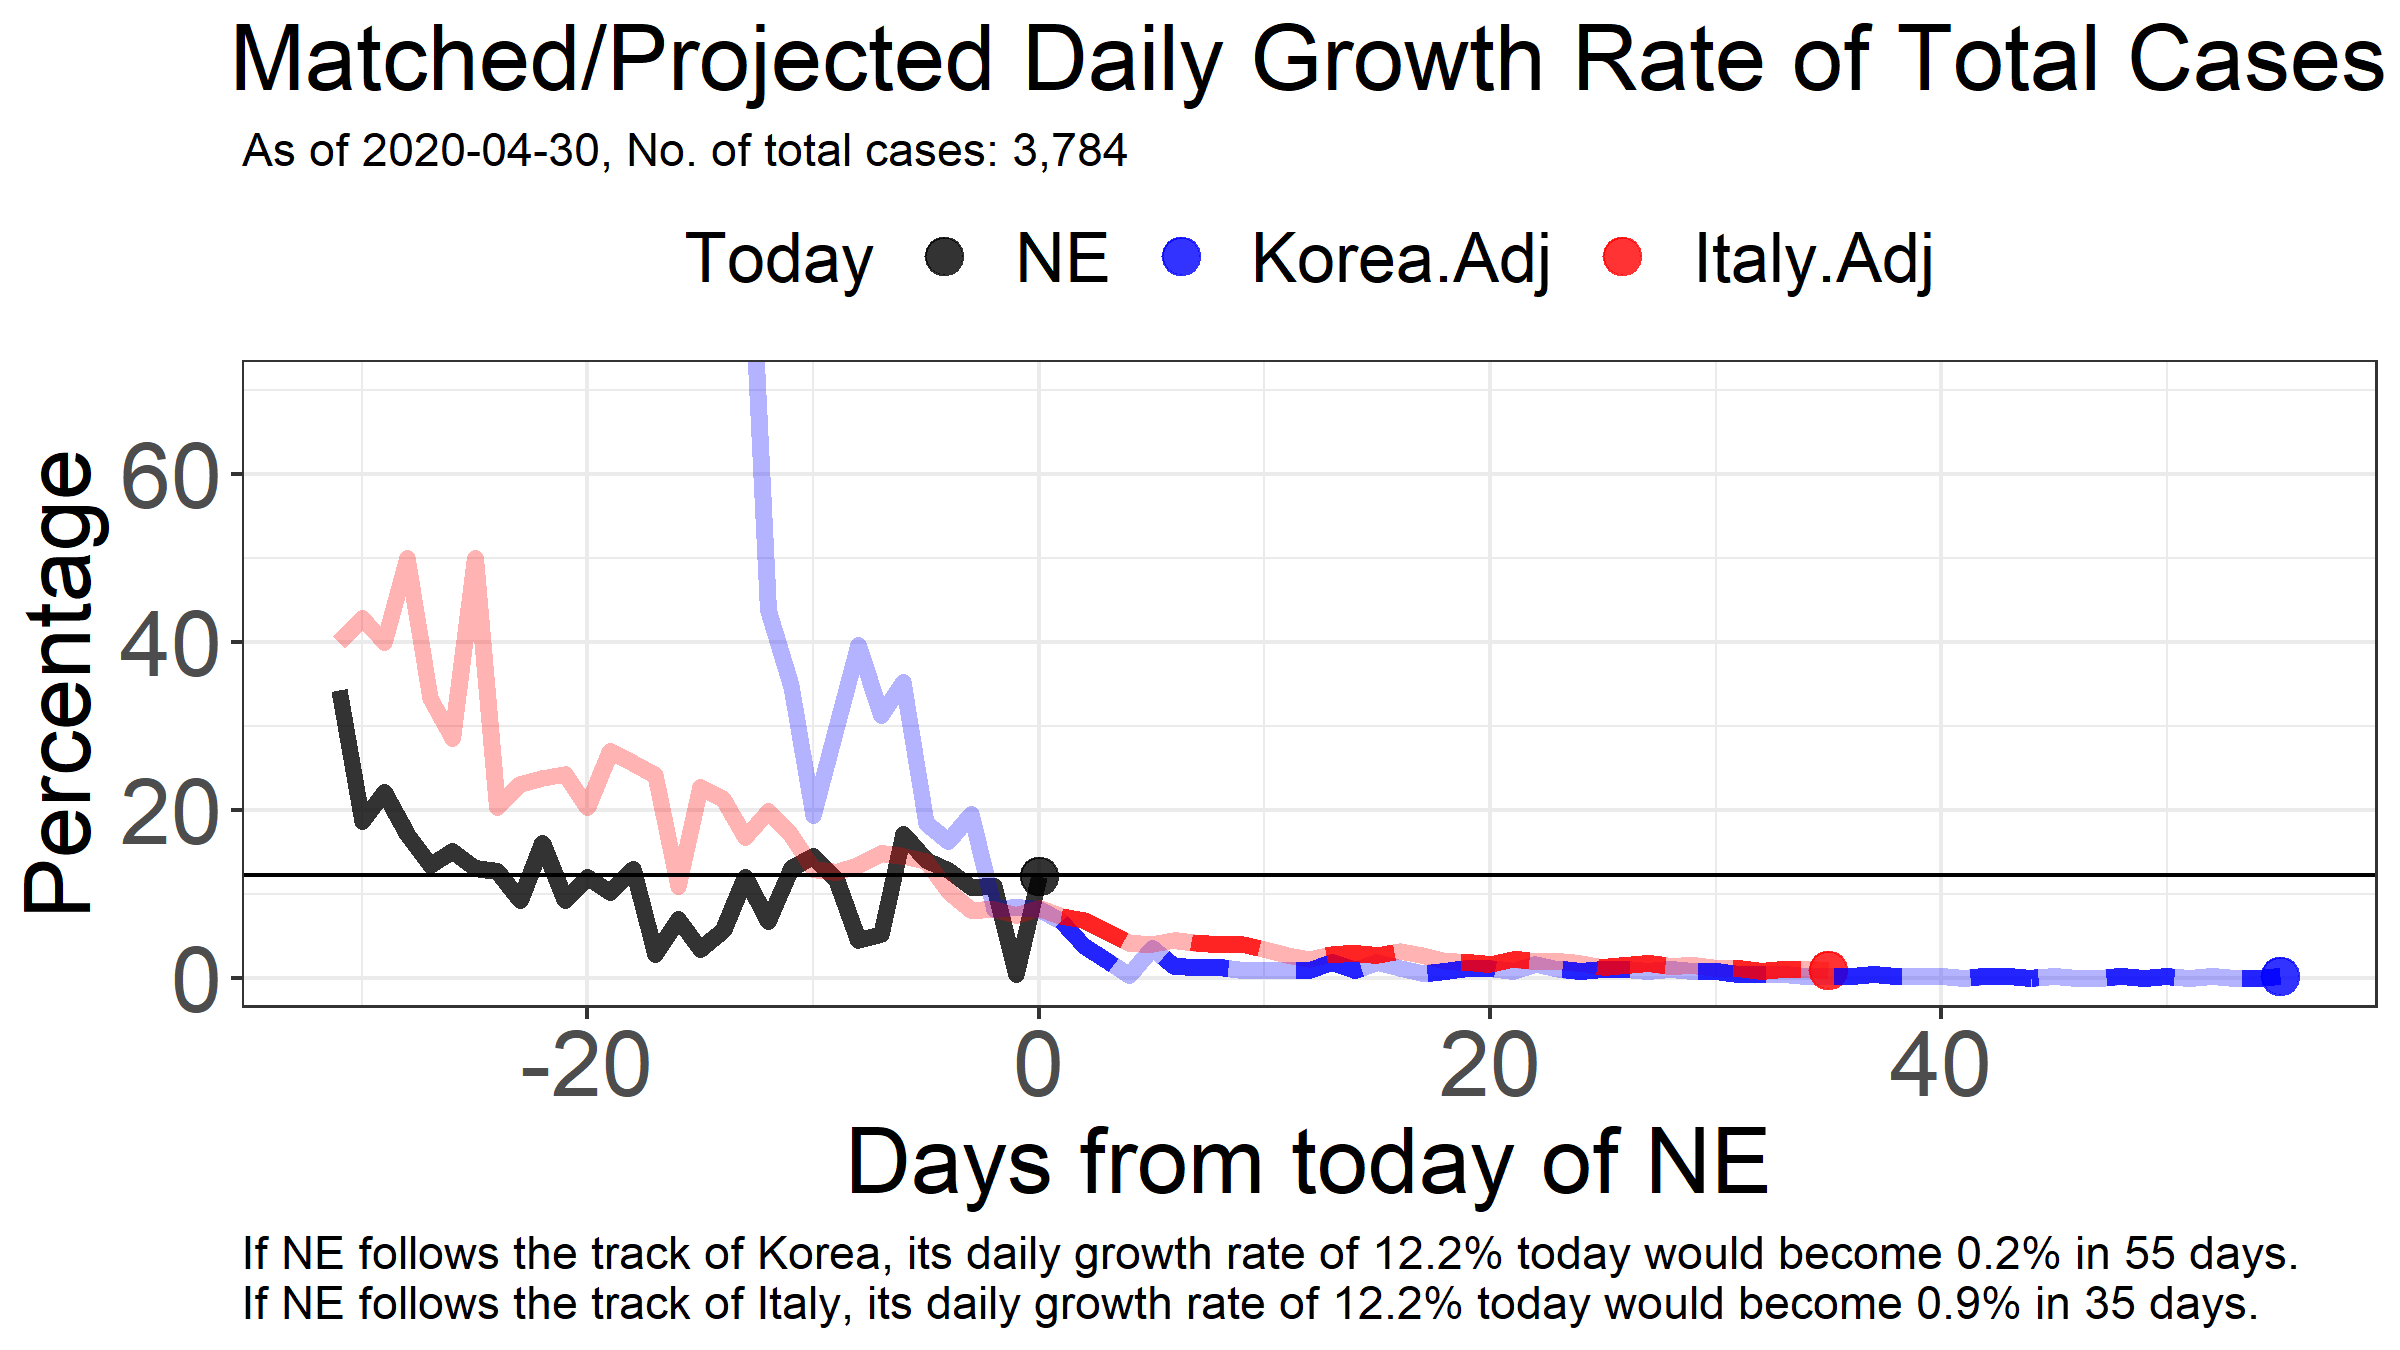 Matched/Projected Daily Growth Rate of Total Cases
As of 2020-04-30, No. of total cases: 3,784
Today NE Korea.Adj Italy.Adj
Percentage
60
40
20
0
-20 0 20 40
Days from today of NE
If NE follows the track of Korea, its daily growth rate of 12.2% today would become 0.2% in 55 days.
If NE follows the track of Italy, its daily growth rate of 12.2% today would become 0.9% in 35 days.